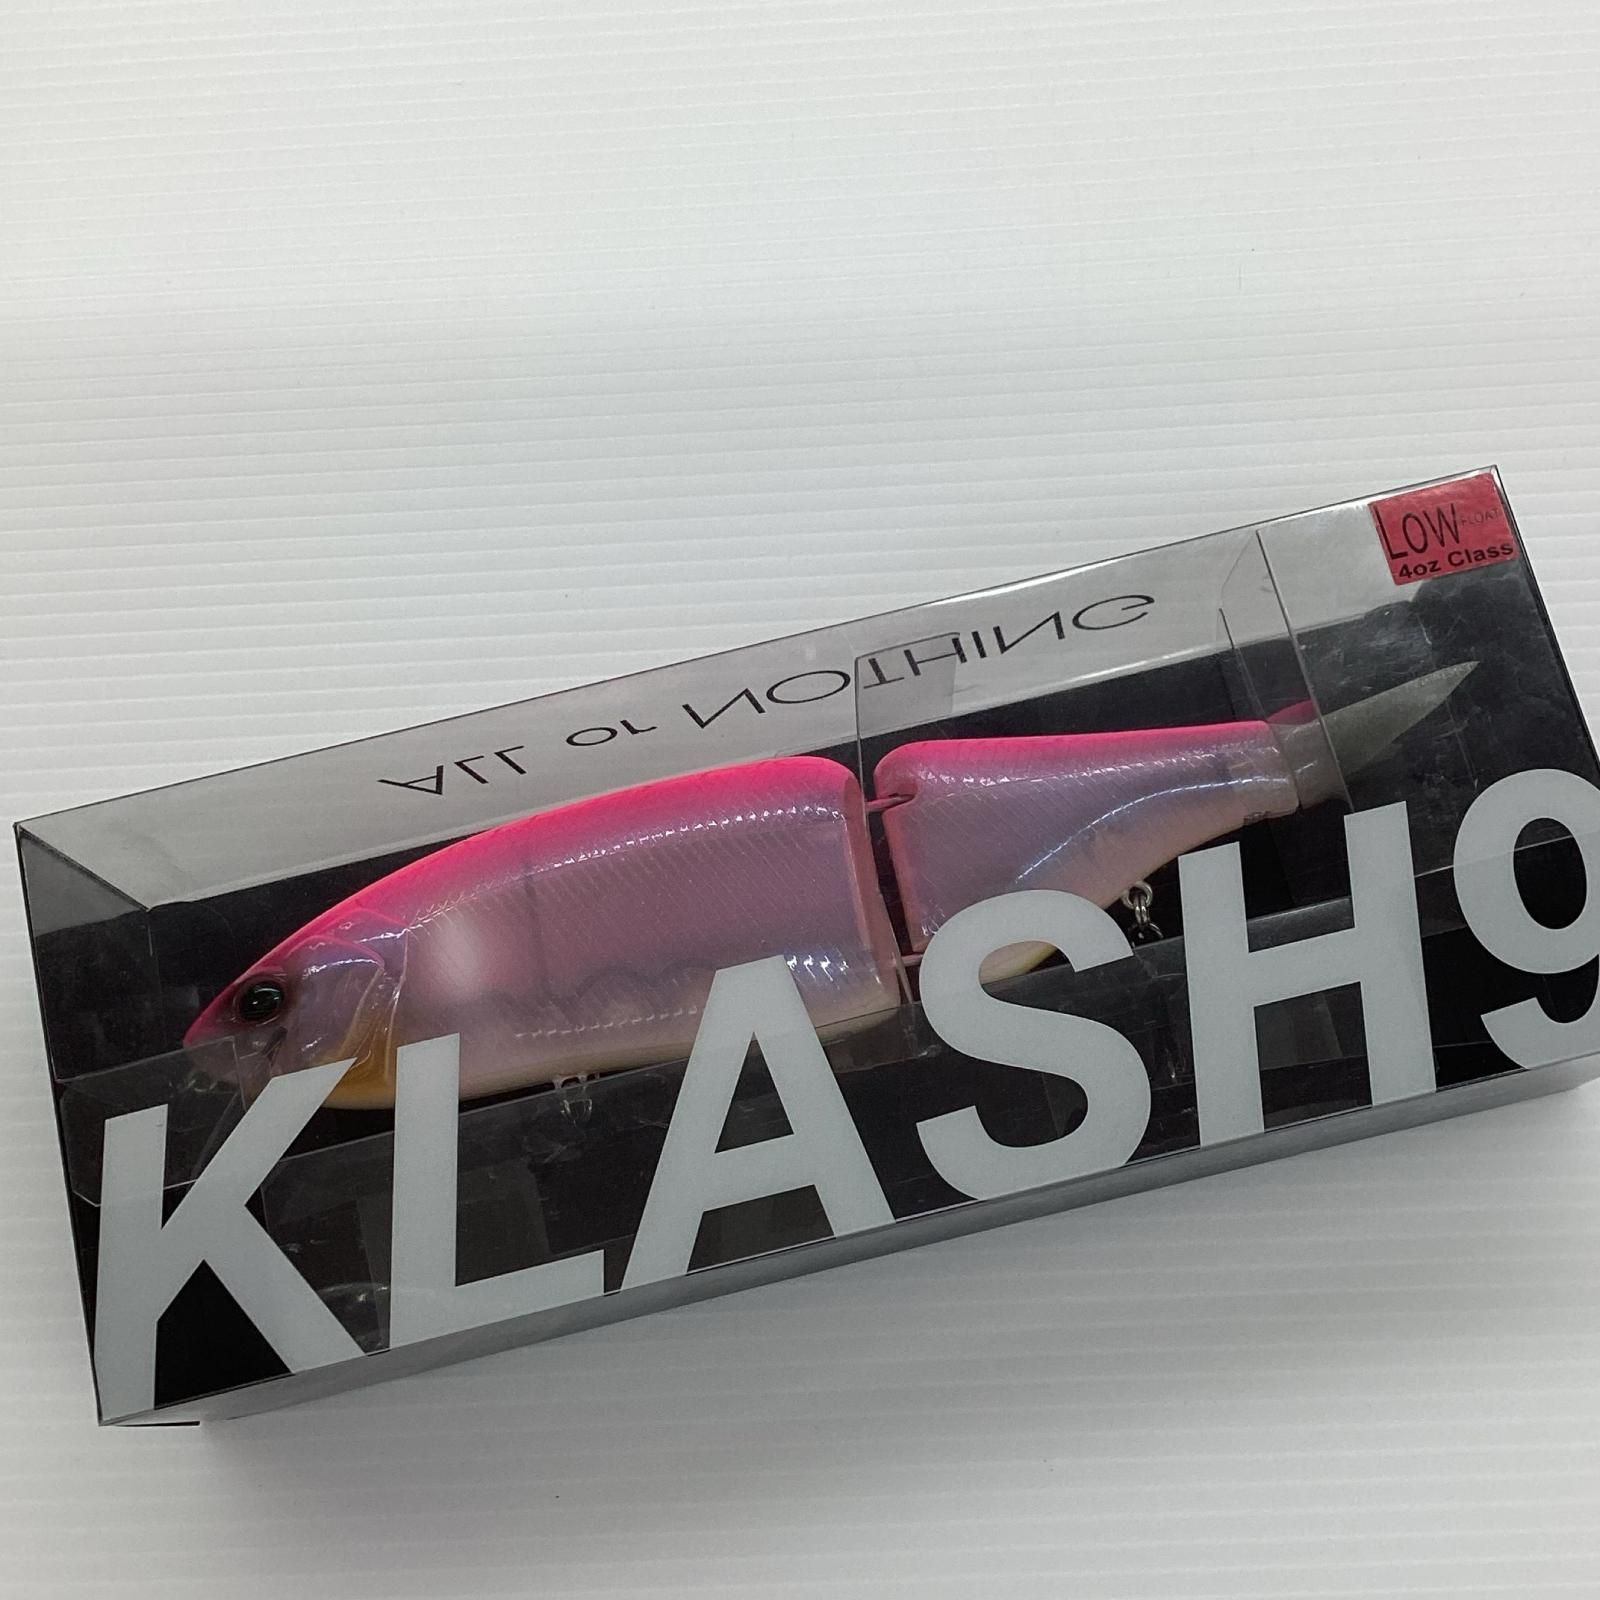 LOW FLOAT
4oz Class
ALL or NOTHING
KLASH9